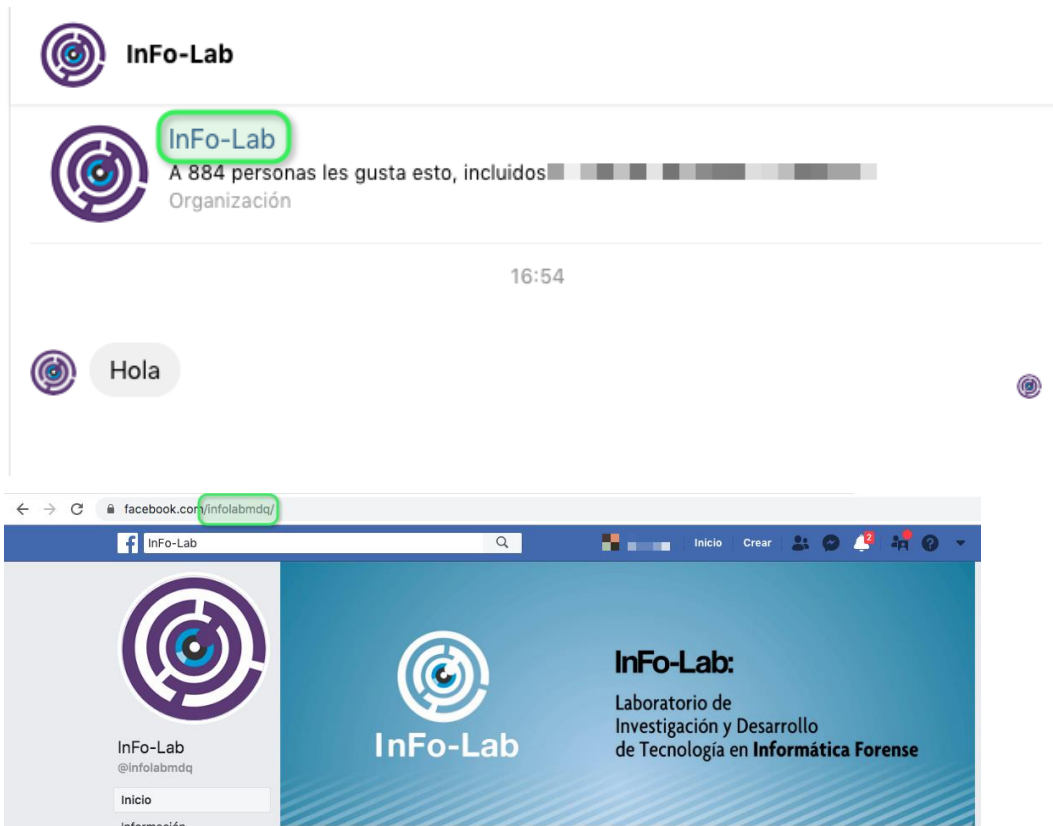 InFo-Lab
InFo-Lab
A 884 personas les gusta esto, incluidos
Organización
16:54
Hola
facebook.com/infolabmdq/
InFo-Lab
Inicio
Crear
2
InFo-Lab
InFo-Lab:
Laboratorio de
Investigación y Desarrollo
de Tecnología en Informática Forense
InFo-Lab
@infolabmdq
Inicio
Información